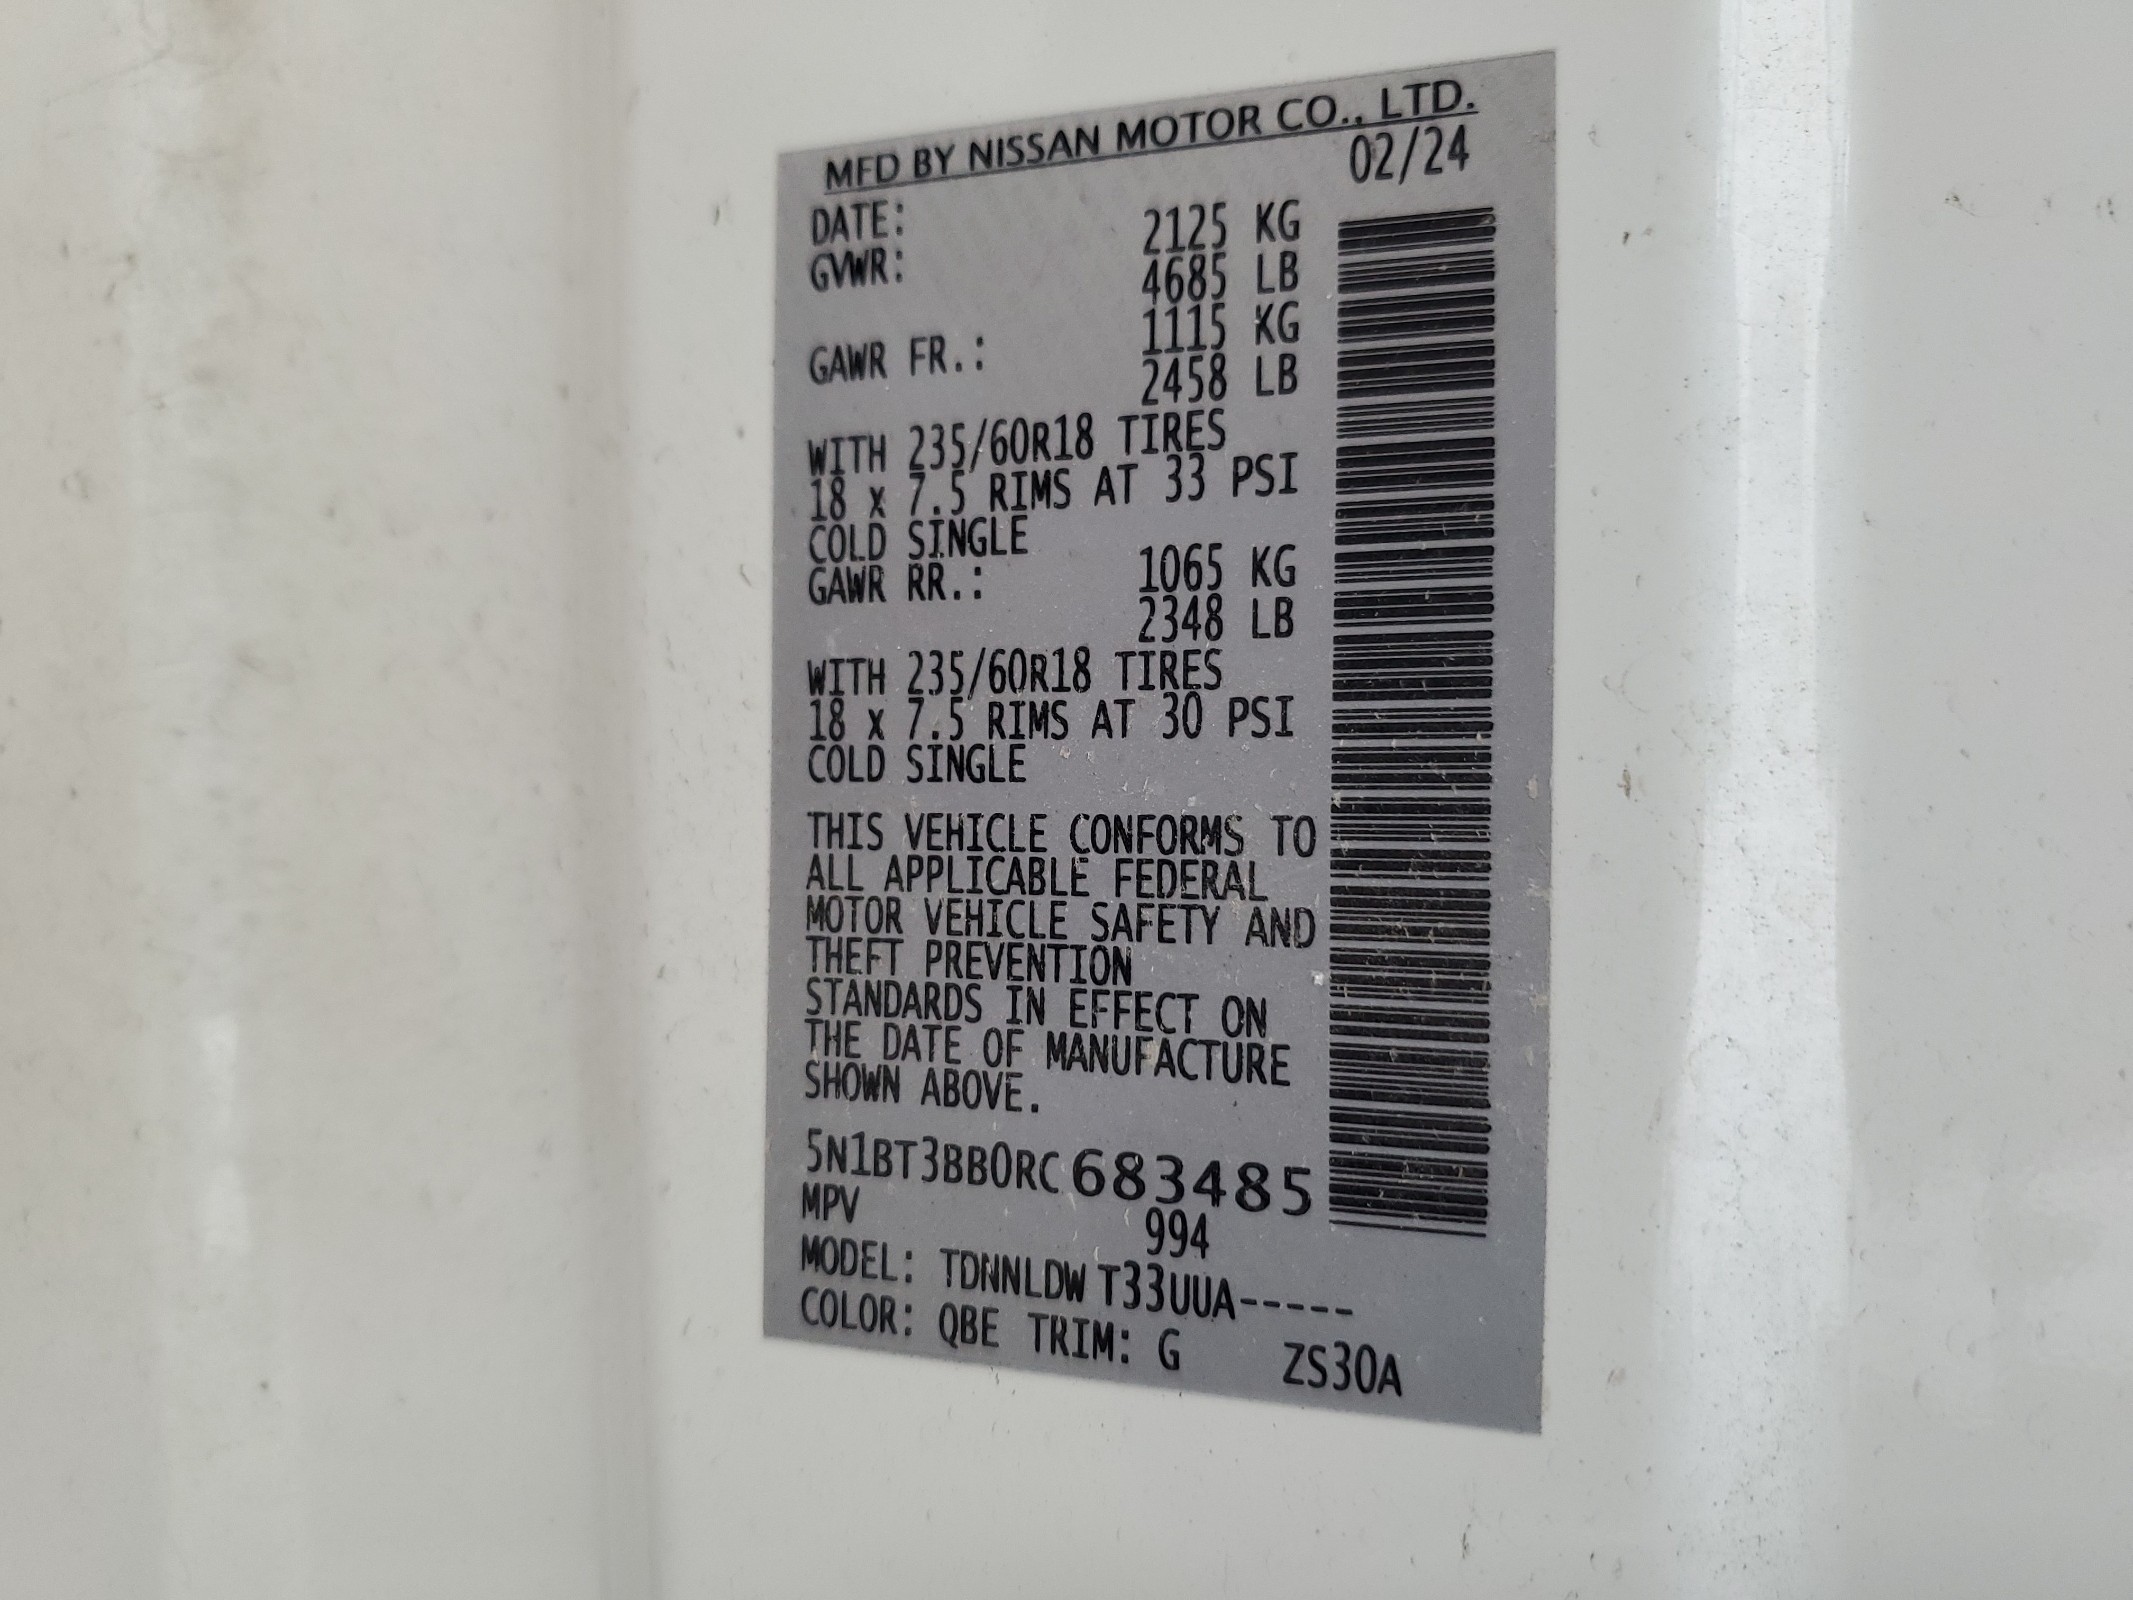 MFD BY NISSAN MOTOR CO., LTD.
DATE: 02/24
GVWR: 2125 KG
4685 LB
GAWR FR.: 1115 KG
2458 LB
WITH 235/60R18 TIRES
18 x 7.5 RIMS AT 33 PSI
COLD SINGLE
GAWR RR.: 1065 KG
2348 LB
WITH 235/60R18 TIRES
18 x 7.5 RIMS AT 30 PSI
COLD SINGLE
THIS VEHICLE CONFORMS TO
ALL APPLICABLE FEDERAL
MOTOR VEHICLE SAFETY AND
THEFT PREVENTION
STANDARDS IN EFFECT ON
THE DATE OF MANUFACTURE
SHOWN ABOVE.
5N1BT3BB0RC683485
MPV 994
MODEL: TDNNLDW T33UUA-----
COLOR: QBE TRIM: G ZS30A